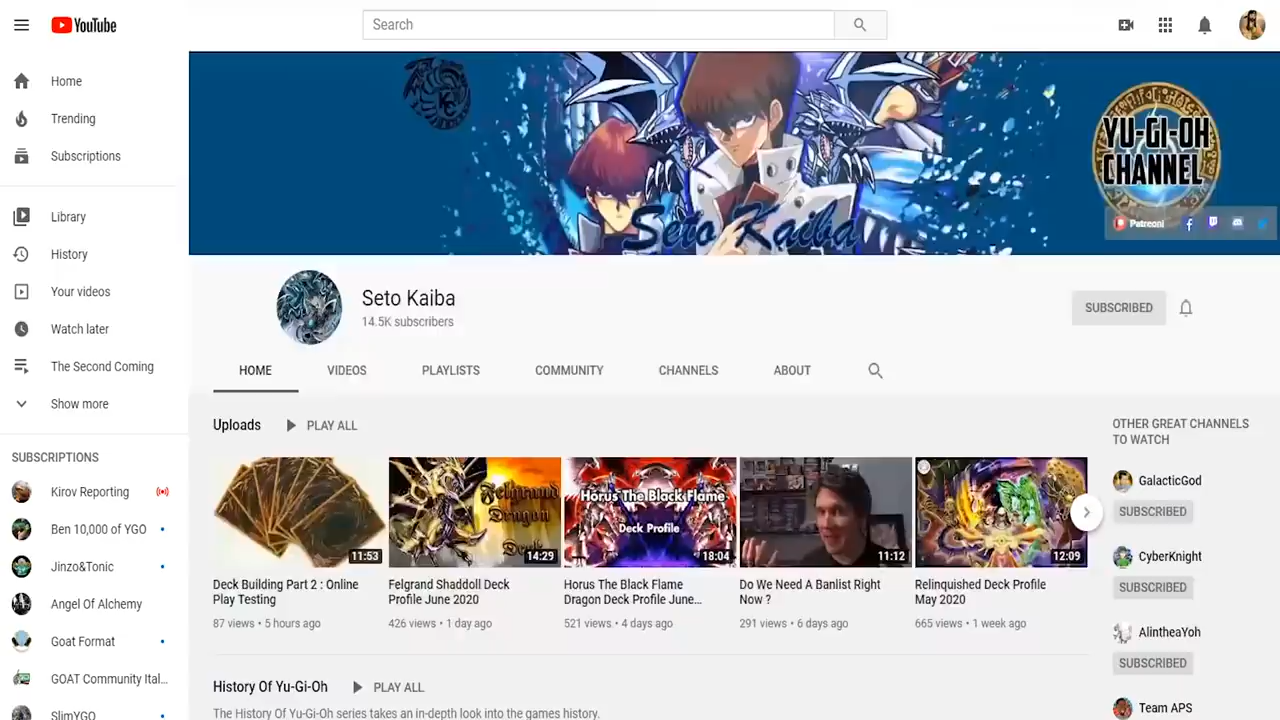 YouTube
Search
Home
Trending
Subscriptions
Library
History
Your videos
Watch later
The Second Coming
Show more
SUBSCRIPTIONS
Kirov Reporting
Ben 10,000 of YGO
Jinzo&Tonic
Angel Of Alchemy
Goat Format
GOAT Community Ital...
SlimYGO
Seto Kaiba
YU-GI-OH
CHANNEL
Patreon!
Seto Kaiba
14.5K subscribers
SUBSCRIBED
HOME VIDEOS PLAYLISTS COMMUNITY CHANNELS ABOUT
Uploads PLAY ALL
11:53
Deck Building Part 2 : Online
Play Testing
87 views • 5 hours ago
Felgrand
Dragon
Deck
14:29
Felgrand Shaddoll Deck
Profile June 2020
426 views • 1 day ago
Horus The Black Flame
Deck Profile
18:04
Horus The Black Flame
Dragon Deck Profile June...
521 views • 4 days ago
11:12
Do We Need A Banlist Right
Now ?
291 views • 6 days ago
12:09
Relinquished Deck Profile
May 2020
665 views • 1 week ago
History Of Yu-Gi-Oh PLAY ALL
The History Of Yu-Gi-Oh series takes an in-depth look into the games history.
OTHER GREAT CHANNELS
TO WATCH
GalacticGod
SUBSCRIBED
CyberKnight
SUBSCRIBED
AlintheaYoh
SUBSCRIBED
Team APS